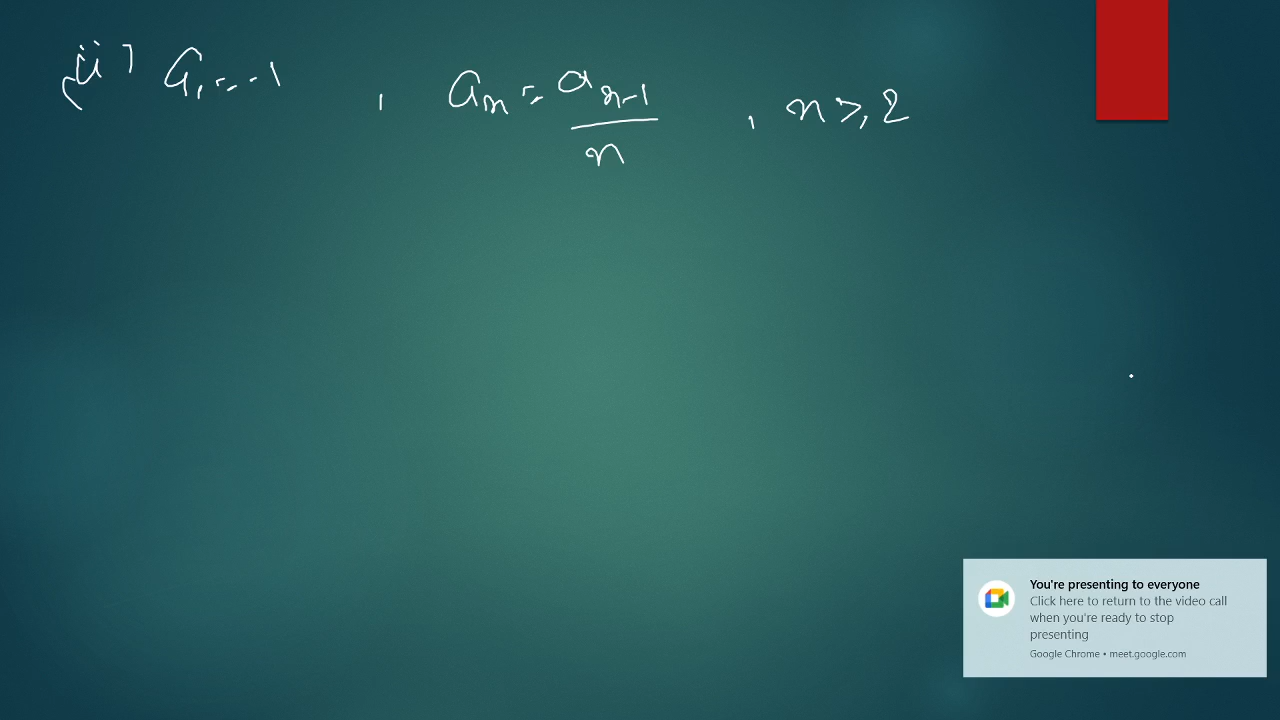 (ii) a₁ = -1 , aₙ = aₙ₋₁/n , n ≥ 2
You're presenting to everyone
Click here to return to the video call
when you're ready to stop
presenting
Google Chrome • meet.google.com